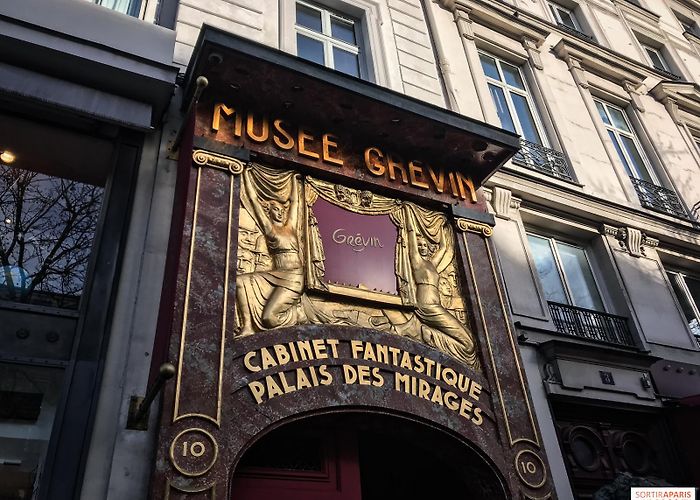 MUSEE GREVIN
Grévin
CABINET FANTASTIQUE
PALAIS DES MIRAGES
10
10
SORTIRAPARIS